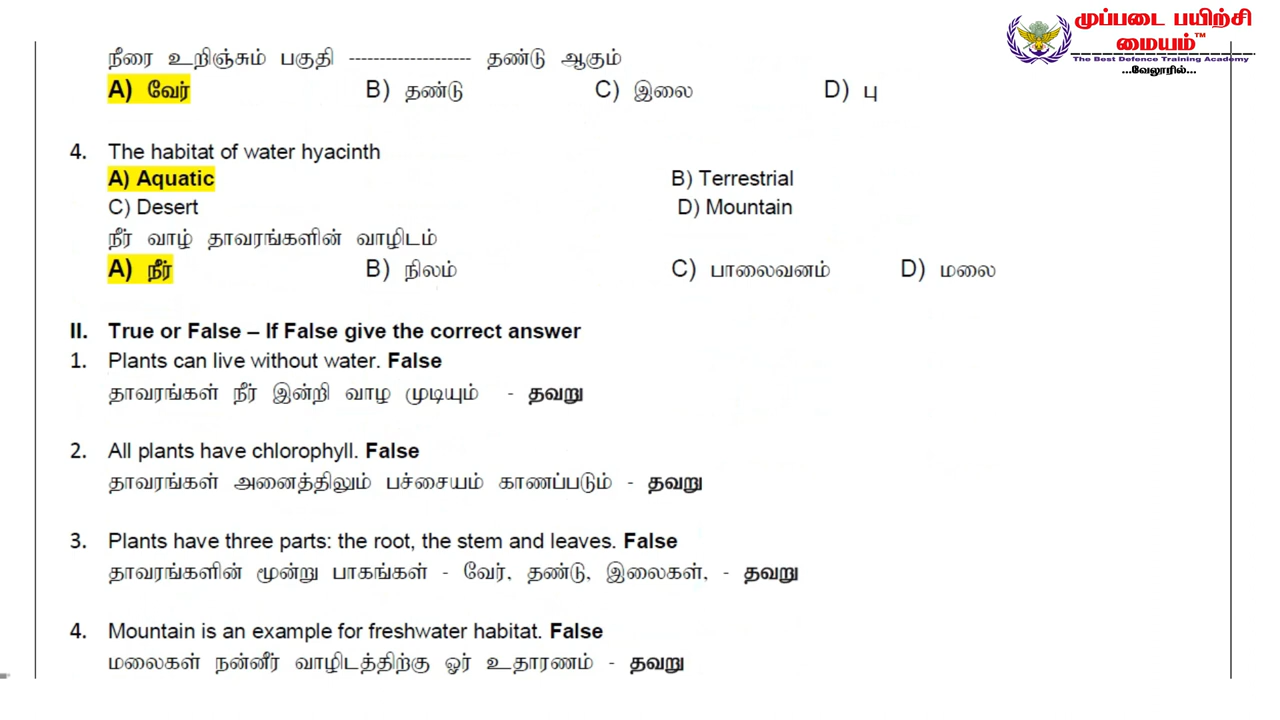 முப்படை பயிற்சி
மையம்™
The Best Defence Training Academy
...வேலூரில்...
நீரை உறிஞ்சும் பகுதி -------------------- தண்டு ஆகும்
A) வேர் B) தண்டு C) இலை D) பு
4. The habitat of water hyacinth
A) Aquatic B) Terrestrial
C) Desert D) Mountain
நீர் வாழ் தாவரங்களின் வாழிடம்
A) நீர் B) நிலம் C) பாலைவனம் D) மலை
II. True or False – If False give the correct answer
1. Plants can live without water. False
தாவரங்கள் நீர் இன்றி வாழ முடியும் - தவறு
2. All plants have chlorophyll. False
தாவரங்கள் அனைத்திலும் பச்சையம் காணப்படும் - தவறு
3. Plants have three parts: the root, the stem and leaves. False
தாவரங்களின் மூன்று பாகங்கள் - வேர், தண்டு, இலைகள், - தவறு
4. Mountain is an example for freshwater habitat. False
மலைகள் நன்னீர் வாழிடத்திற்கு ஓர் உதாரணம் - தவறு